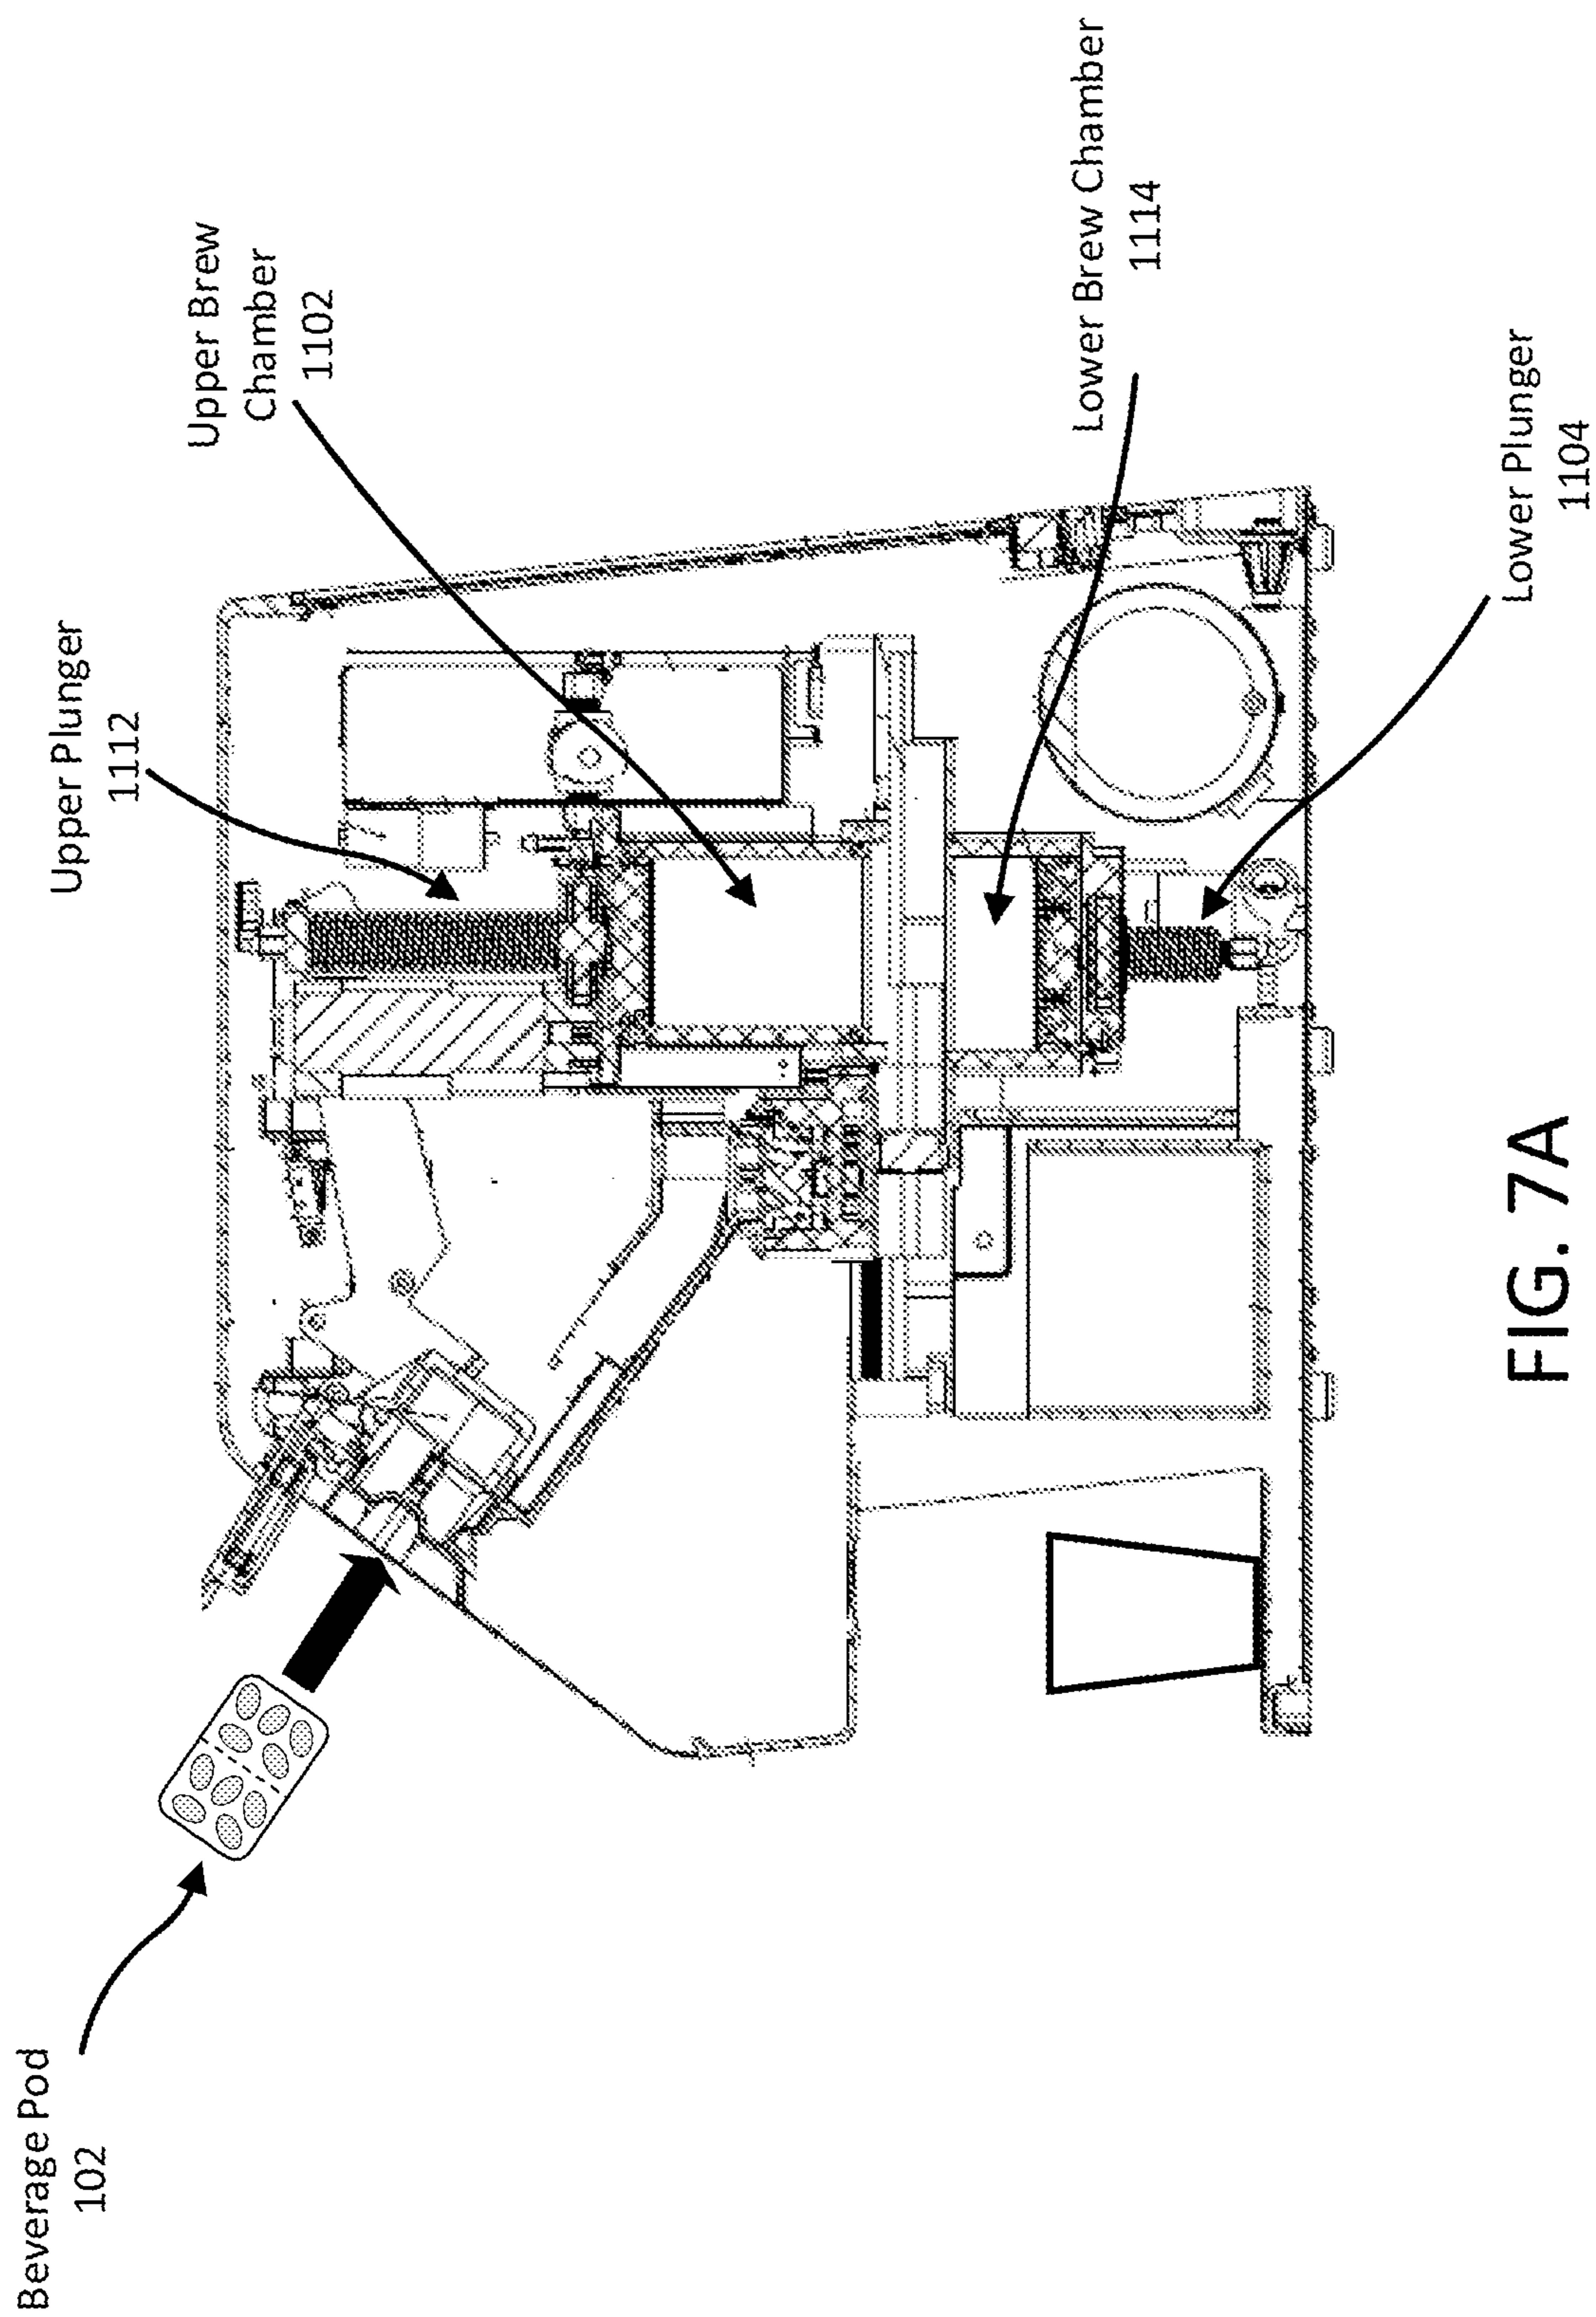 Beverage Pod
102
Upper Plunger
1112
Upper Brew
Chamber
1102
Lower Brew Chamber
1114
Lower Plunger
1104
FIG. 7A